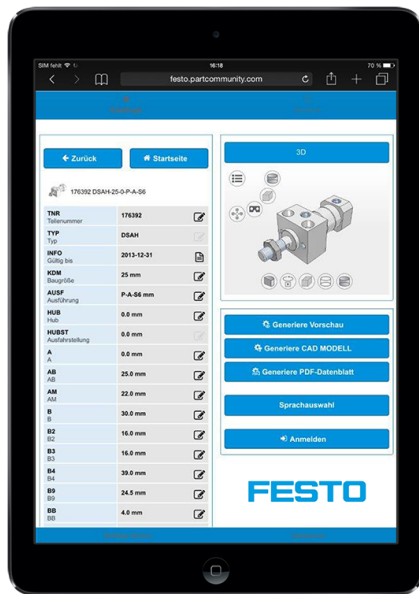 SIM fehlt
16:18
70 %
festo.partcommunity.com
Zurück
Startseite
176392 DSAH-25-0-P-A-S6
TNR
Teilenummer
176392
TYP
Typ
DSAH
INFO
Gültig bis
2013-12-31
KDM
Baugröße
25 mm
AUSF
Ausführung
P-A-S6 mm
HUB
Hub
0.0 mm
HUBST
Ausfahrstellung
0.0 mm
A
A
0.0 mm
AB
AB
25.0 mm
AM
AM
22.0 mm
B
B
30.0 mm
B2
B2
16.0 mm
B3
B3
16.0 mm
B4
B4
39.0 mm
B9
B9
24.5 mm
BB
BB
4.0 mm
3D
Generiere Vorschau
Generiere CAD MODELL
Generiere PDF-Datenblatt
Sprachauswahl
Anmelden
FESTO